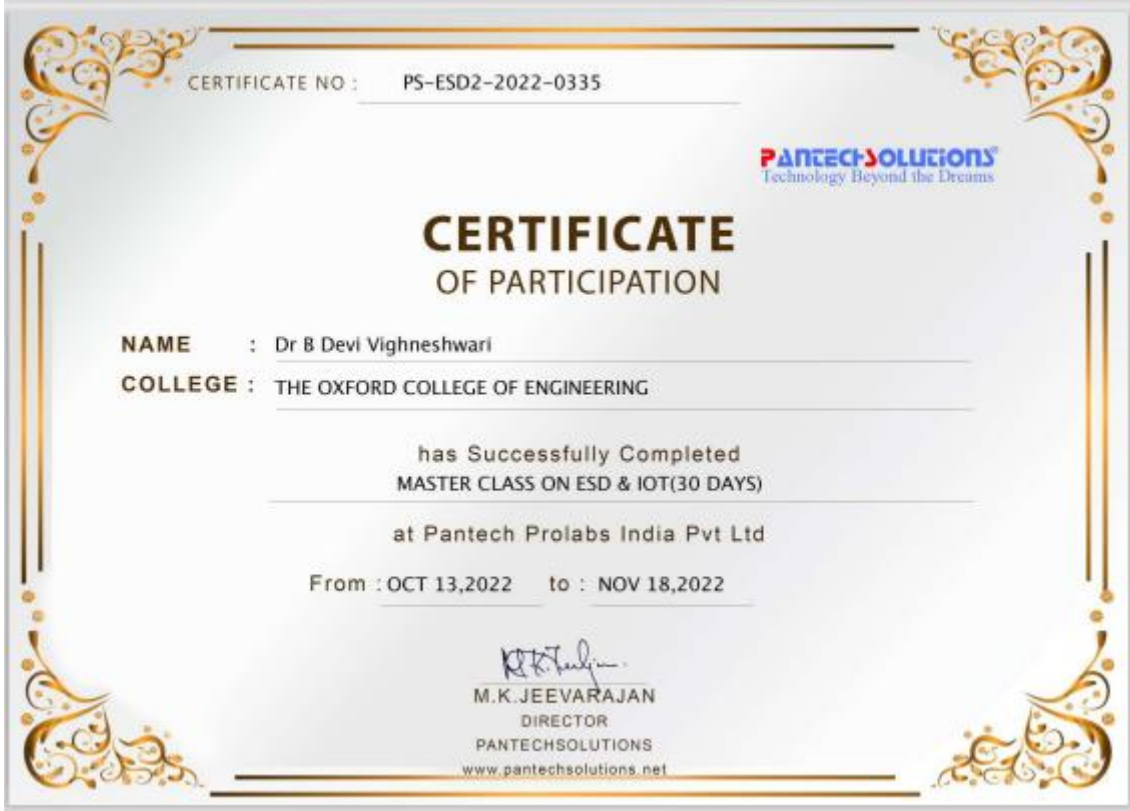 CERTIFICATE NO : PS-ESD2-2022-0335
PANTECHSOLUTIONS
Technology Beyond the Dreams
CERTIFICATE
OF PARTICIPATION
NAME : Dr B Devi Vighneshwari
COLLEGE : THE OXFORD COLLEGE OF ENGINEERING
has Successfully Completed
MASTER CLASS ON ESD & IOT(30 DAYS)
at Pantech Prolabs India Pvt Ltd
From : OCT 13,2022 to : NOV 18,2022
M.K.JEEVARAJAN
DIRECTOR
PANTECHSOLUTIONS
www.pantechsolutions.net